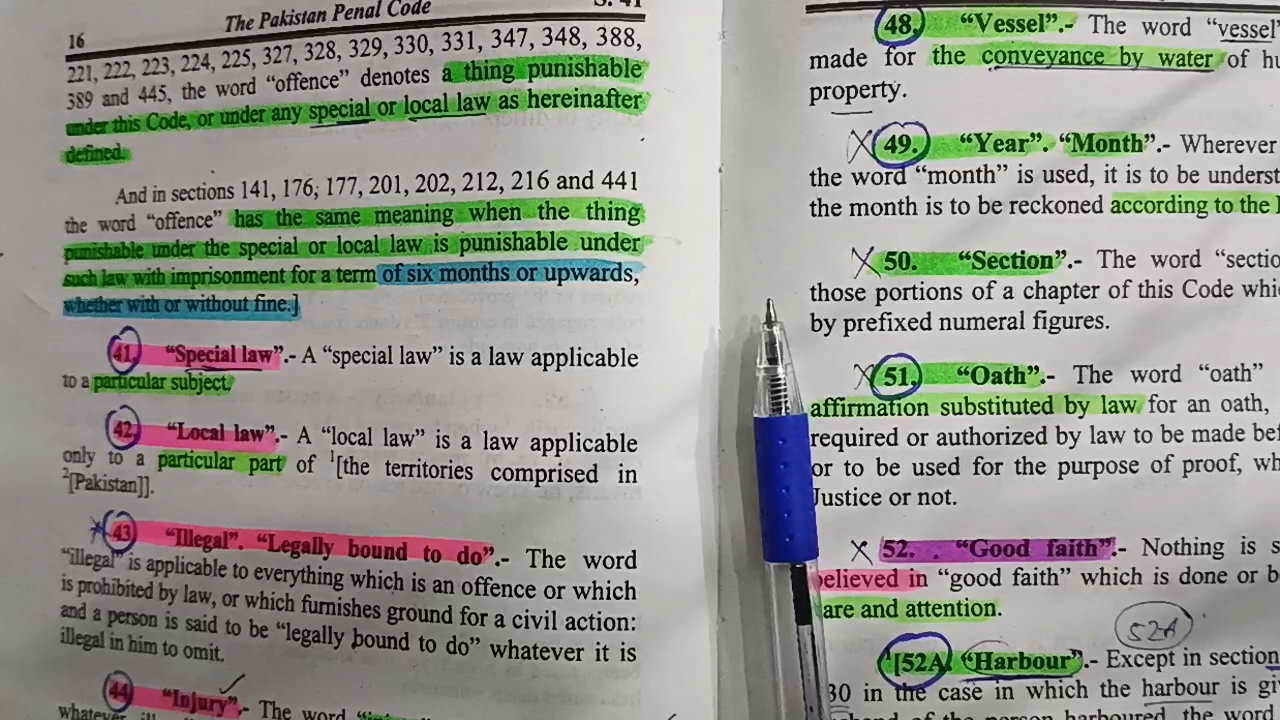 16
The Pakistan Penal Code
S. 41
221, 222, 223, 224, 225, 327, 328, 329, 330, 331, 347, 348, 388,
389 and 445, the word “offence” denotes a thing punishable
under this Code, or under any special or local law as hereinafter
defined.
And in sections 141, 176, 177, 201, 202, 212, 216 and 441
the word “offence” has the same meaning when the thing
punishable under the special or local law is punishable under
such law with imprisonment for a term of six months or upwards,
whether with or without fine.]
41. “Special law”.- A “special law” is a law applicable
to a particular subject.
42. “Local law”.- A “local law” is a law applicable
only to a particular part of ¹[the territories comprised in
²[Pakistan]].
43 “Illegal”. “Legally bound to do”.- The word
“illegal” is applicable to everything which is an offence or which
is prohibited by law, or which furnishes ground for a civil action:
and a person is said to be “legally bound to do” whatever it is
illegal in him to omit.
44 “Injury”.- The word
whatever
48. “Vessel”.- The word “vessel”
made for the conveyance by water of
property.
49. “Year”. “Month”.- Wherever
the word “month” is used, it is to be
the month is to be reckoned according to the
50. “Section”.- The word
those portions of a chapter of this Code
by prefixed numeral figures.
51. “Oath”.- The word “oath”
affirmation substituted by law for an oath,
required or authorized by law to be made
or to be used for the purpose of proof,
Justice or not.
52. “Good faith”.- Nothing is
believed in “good faith” which is done or
are and attention.
52A
[52A. “Harbour”.- Except in section
30 in the case in which the harbour is
of the person harboured, the word